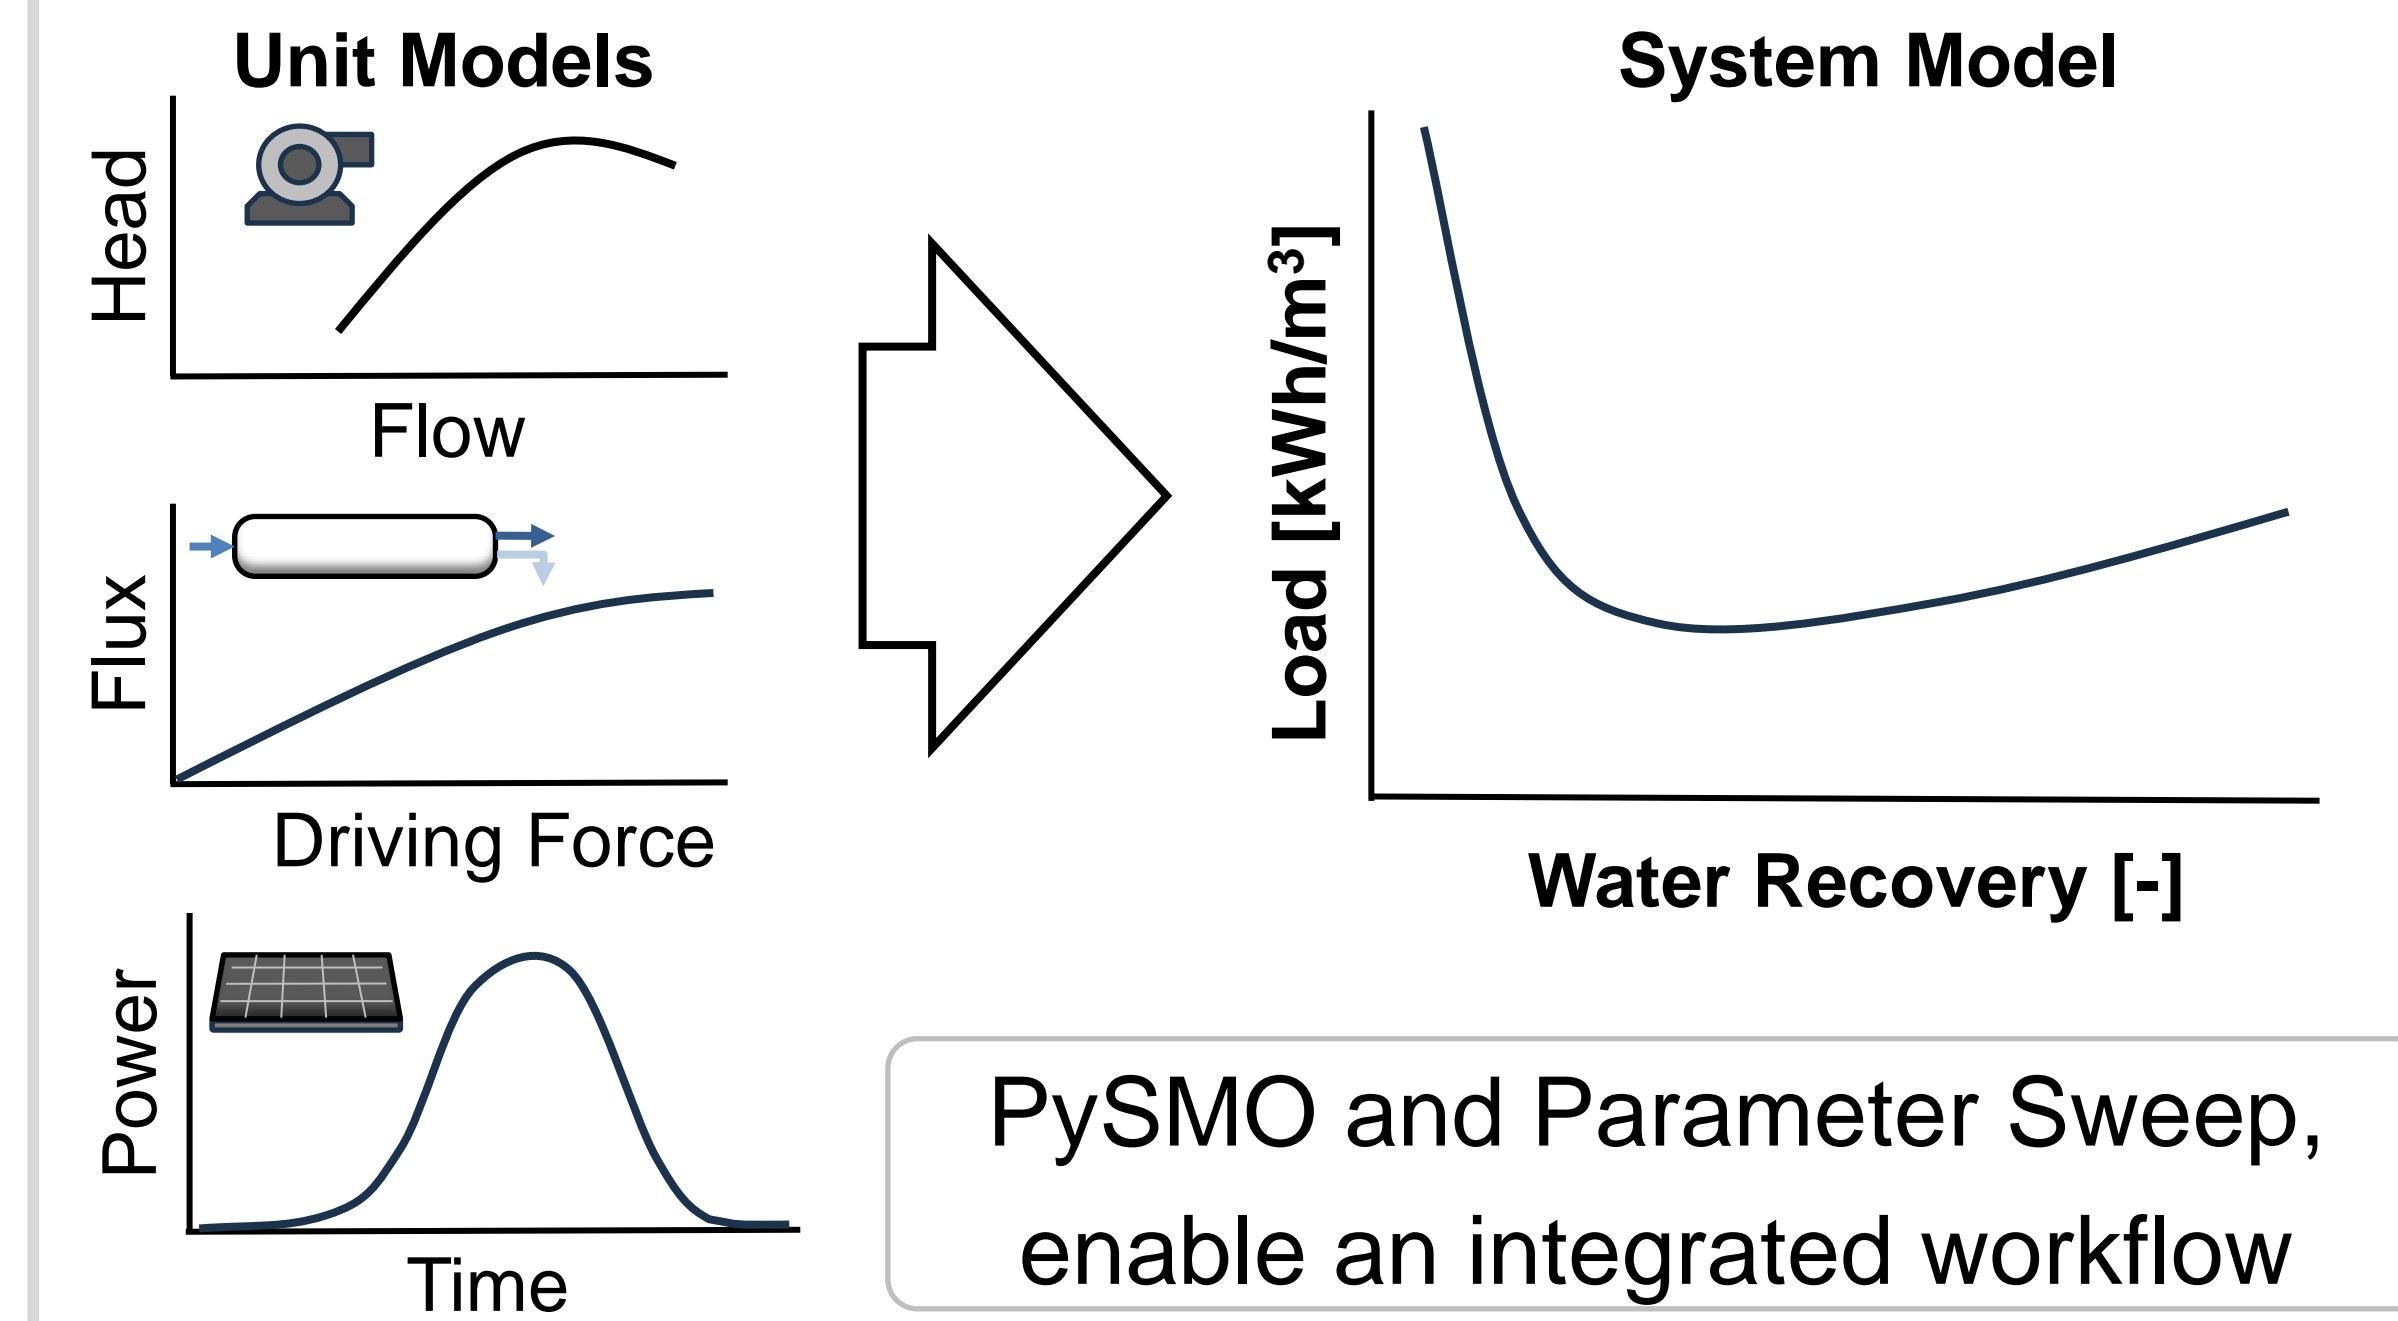 Unit Models
Head
Flow
Flux
Driving Force
Power
Time
System Model
Load [kWh/m³]
Water Recovery [-]
PySMO and Parameter Sweep,
enable an integrated workflow